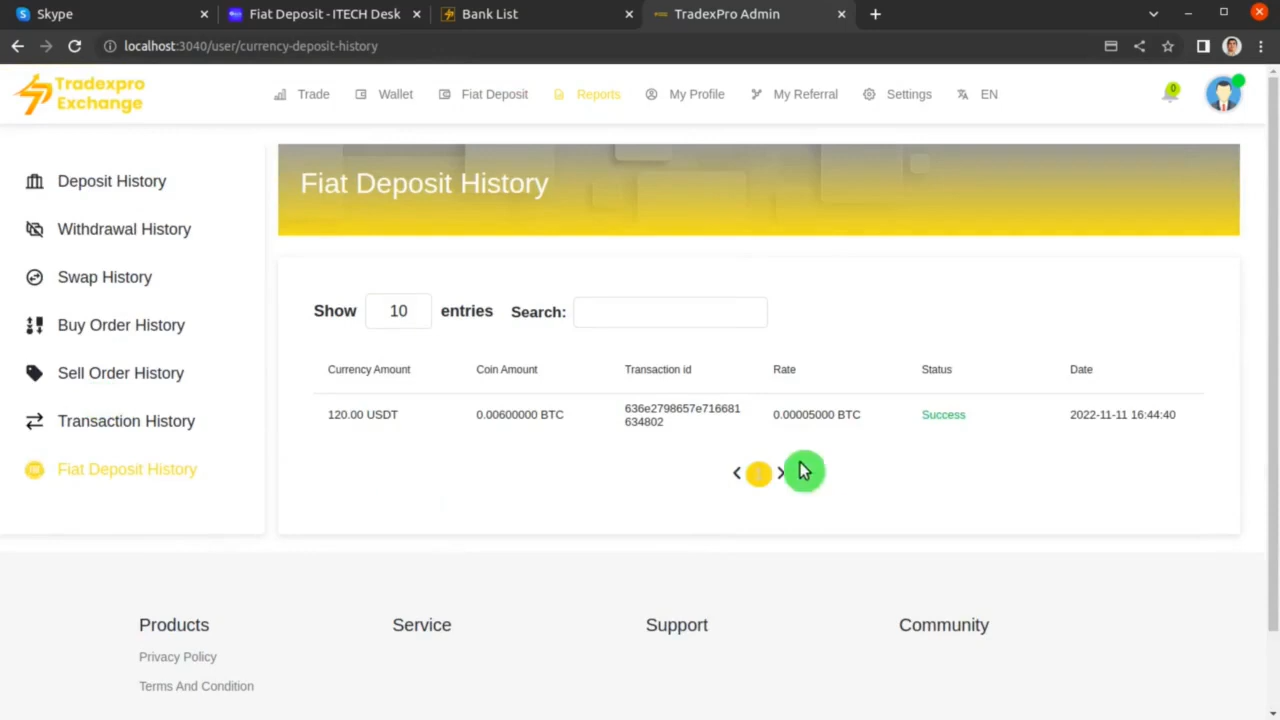 Skype
Fiat Deposit - ITECH Desk
Bank List
TradexPro Admin
localhost:3040/user/currency-deposit-history
Tradexpro
Exchange
Trade
Wallet
Fiat Deposit
Reports
My Profile
My Referral
Settings
EN
0
Deposit History
Withdrawal History
Swap History
Buy Order History
Sell Order History
Transaction History
Fiat Deposit History
Fiat Deposit History
Show 10 entries Search:
Currency Amount Coin Amount Transaction id Rate Status Date
120.00 USDT 0.00600000 BTC 636e2798657e716681
634802 0.00005000 BTC Success 2022-11-11 16:44:40
Products
Privacy Policy
Terms And Condition
Service
Support
Community